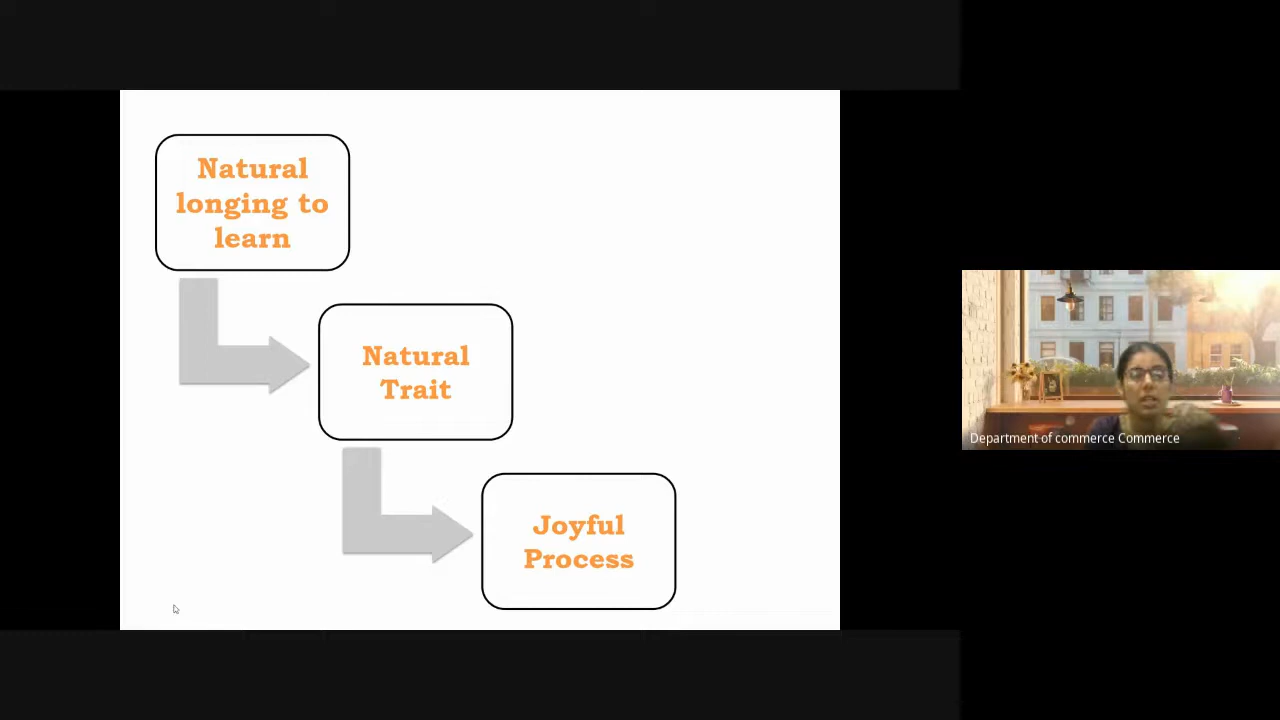 Natural
longing to
learn
Natural
Trait
Joyful
Process
Department of commerce Commerce